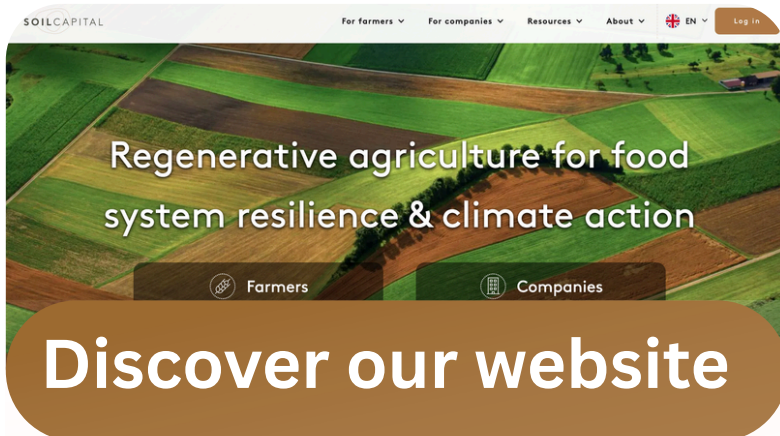 SOILCAPITAL
For farmers
For companies
Resources
About
EN
Log in
Regenerative agriculture for food
system resilience & climate action
Farmers
Companies
Discover our website